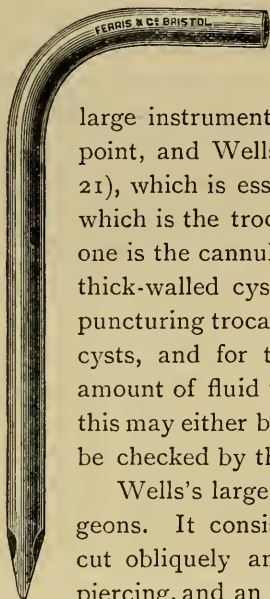 FERRIS & Co BRISTOL
large instrument
point, and Wells
21), which is ess
which is the troc
one is the cannul
thick-walled cys
puncturing troca
cysts, and for t
amount of fluid
this may either b
be checked by th
Wells's large
geons. It consi
cut obliquely an
piercing, and an